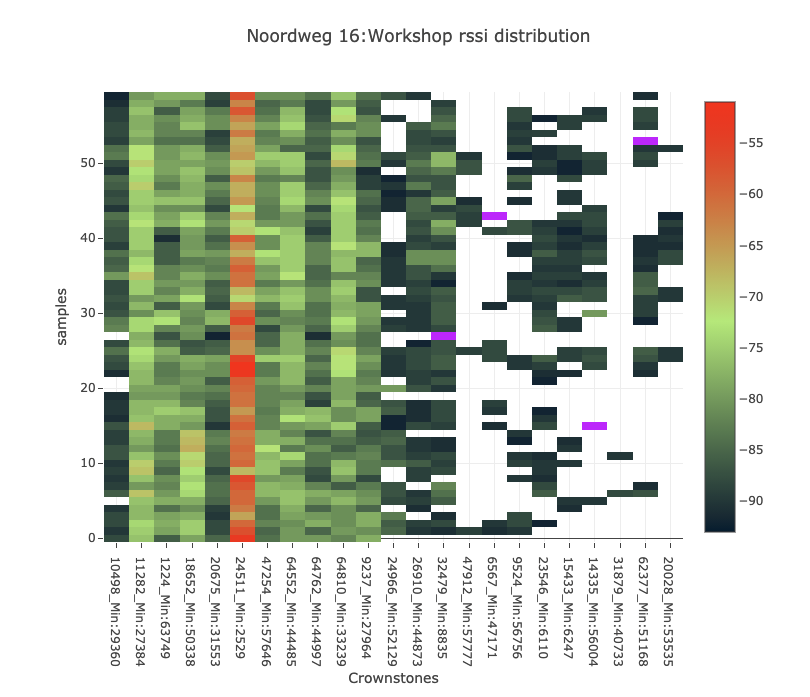 Noordweg 16:Workshop rssi distribution
samples
50
40
30
20
10
0
10498_Min:29360
11282_Min:27384
1224_Min:63749
18652_Min:50338
20675_Min:31553
24511_Min:2529
47254_Min:57646
64552_Min:44485
64762_Min:44997
64810_Min:33239
9237_Min:27964
24966_Min:52129
26910_Min:44873
32479_Min:8835
47912_Min:57777
6567_Min:47171
9524_Min:56756
23546_Min:6110
15433_Min:6247
14335_Min:56004
31879_Min:40733
62377_Min:51168
20028_Min:53535
Crownstones
−55
−60
−65
−70
−75
−80
−85
−90